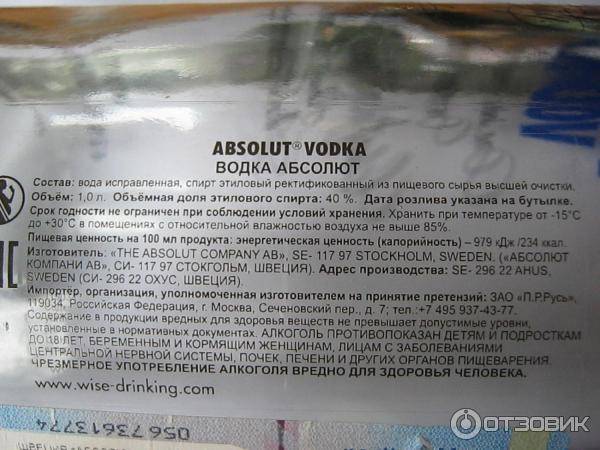 ABSOLUT® VODKA
ВОДКА АБСОЛЮТ
Состав: вода исправленная, спирт этиловый ректификованный из пищевого сырья высшей очистки.
Объём: 1,0 л. Объёмная доля этилового спирта: 40 %. Дата розлива указана на бутылке.
Срок годности не ограничен при соблюдении условий хранения. Хранить при температуре от -15°C
до +30°C в помещениях с относительной влажностью воздуха не выше 85%.
Пищевая ценность на 100 мл продукта: энергетическая ценность (калорийность) – 979 кДж /234 ккал.
Изготовитель: «THE ABSOLUT COMPANY AB», SE- 117 97 STOCKHOLM, SWEDEN. («АБСОЛЮТ
КОМПАНИ АВ», СИ- 117 97 СТОКГОЛЬМ, ШВЕЦИЯ). Адрес производства: SE- 296 22 AHUS,
SWEDEN (СИ- 296 22 ОХУС, ШВЕЦИЯ).
Импортёр, организация, уполномоченная изготовителем на принятие претензий: ЗАО «П.Р.Русь»,
119034, Российская Федерация, г. Москва, Сеченовский пер., д. 7; тел.:+7 495 937-43-77.
Содержание в продукции вредных для здоровья веществ не превышает допустимые уровни,
установленные в нормативных документах. АЛКОГОЛЬ ПРОТИВОПОКАЗАН ДЕТЯМ И ПОДРОСТКАМ
ДО 18 ЛЕТ, БЕРЕМЕННЫМ И КОРМЯЩИМ ЖЕНЩИНАМ, ЛИЦАМ С ЗАБОЛЕВАНИЯМИ
ЦЕНТРАЛЬНОЙ НЕРВНОЙ СИСТЕМЫ, ПОЧЕК, ПЕЧЕНИ И ДРУГИХ ОРГАНОВ ПИЩЕВАРЕНИЯ.
ЧРЕЗМЕРНОЕ УПОТРЕБЛЕНИЕ АЛКОГОЛЯ ВРЕДНО ДЛЯ ЗДОРОВЬЯ ЧЕЛОВЕКА.
www.wise-drinking.com
056 73613774
ОТЗОВИК